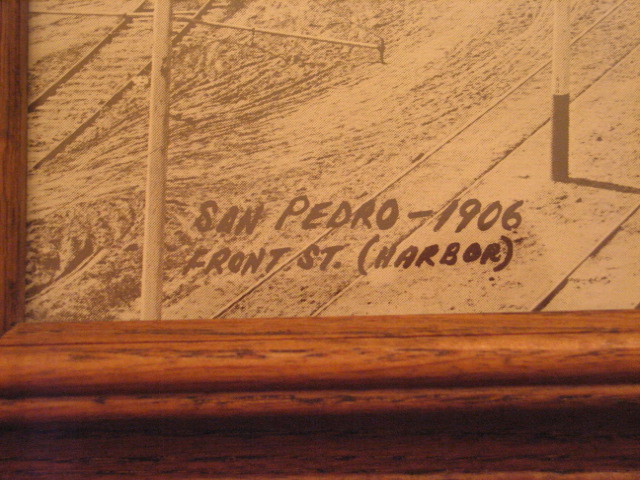 SAN PEDRO - 1906
FRONT ST. (HARBOR)